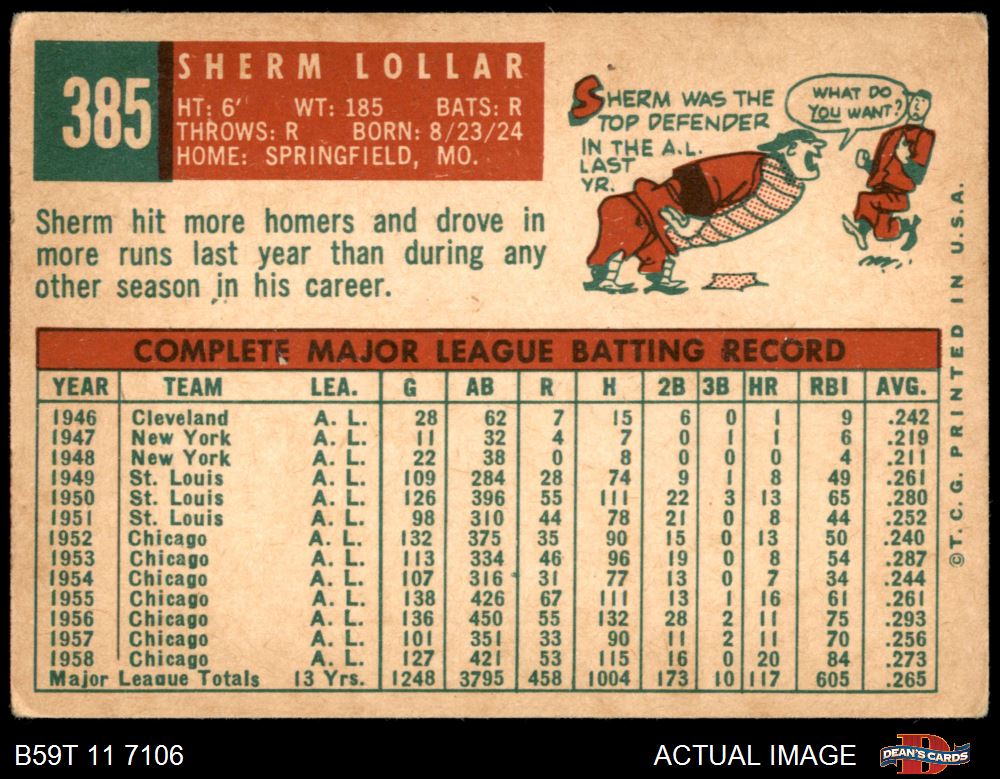 385
SHERM LOLLAR
HT: 6' WT: 185 BATS: R
THROWS: R BORN: 8/23/24
HOME: SPRINGFIELD, MO.
SHERM WAS THE
TOP DEFENDER
IN THE A.L.
LAST
YR.
WHAT DO
YOU WANT?
Sherm hit more homers and drove in
more runs last year than during any
other season in his career.
COMPLETE MAJOR LEAGUE BATTING RECORD
YEAR TEAM LEA. G AB R H 2B 3B HR RBI AVG.
1946 Cleveland A. L. 28 62 7 15 6 0 1 9 .242
1947 New York A. L. 11 32 4 7 0 1 1 6 .219
1948 New York A. L. 22 38 0 8 0 0 0 4 .211
1949 St. Louis A. L. 109 284 28 74 9 1 8 49 .261
1950 St. Louis A. L. 126 396 55 111 22 3 13 65 .280
1951 St. Louis A. L. 98 310 44 78 21 0 8 44 .252
1952 Chicago A. L. 132 375 35 90 15 0 13 50 .240
1953 Chicago A. L. 113 334 46 96 19 0 8 54 .287
1954 Chicago A. L. 107 316 31 77 13 0 7 34 .244
1955 Chicago A. L. 138 426 67 111 13 1 16 61 .261
1956 Chicago A. L. 136 450 55 132 28 2 11 75 .293
1957 Chicago A. L. 101 351 33 90 11 2 11 70 .256
1958 Chicago A. L. 127 421 53 115 16 0 20 84 .273
Major League Totals 13 Yrs. 1248 3795 458 1004 173 10 117 605 .265
© T. C. G. PRINTED IN U.S.A.
B59T 11 7106
ACTUAL IMAGE
D
DEAN'S CARDS